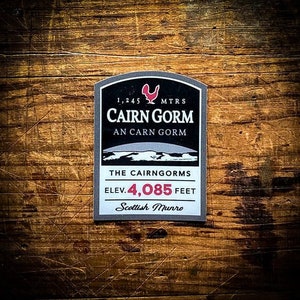 1,245 MTRS
CAIRN GORM
AN CARN GORM
THE CAIRNGORMS
ELEV. 4,085 FEET
Scottish Munro